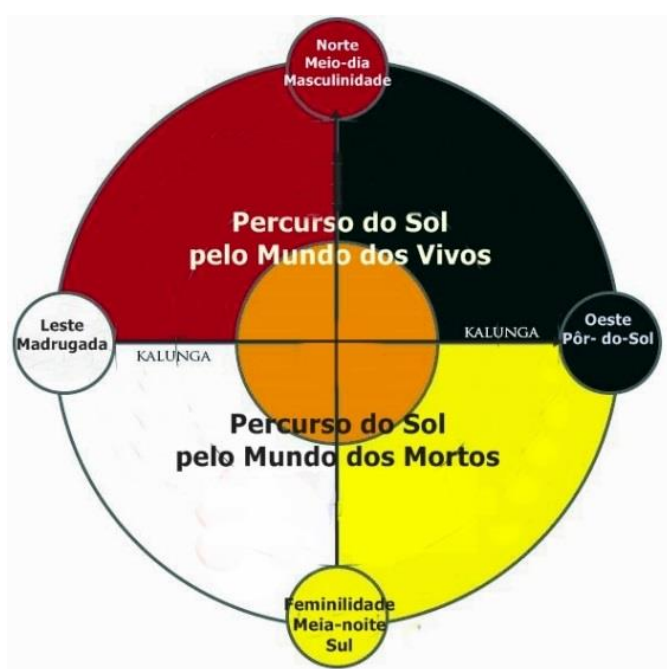 Norte
Meio-dia
Masculinidade
Percurso do Sol
pelo Mundo dos Vivos
Leste
Madrugada
KALUNGA
KALUNGA
Oeste
Pôr- do-Sol
Percurso do Sol
pelo Mundo dos Mortos
Feminilidade
Meia-noite
Sul